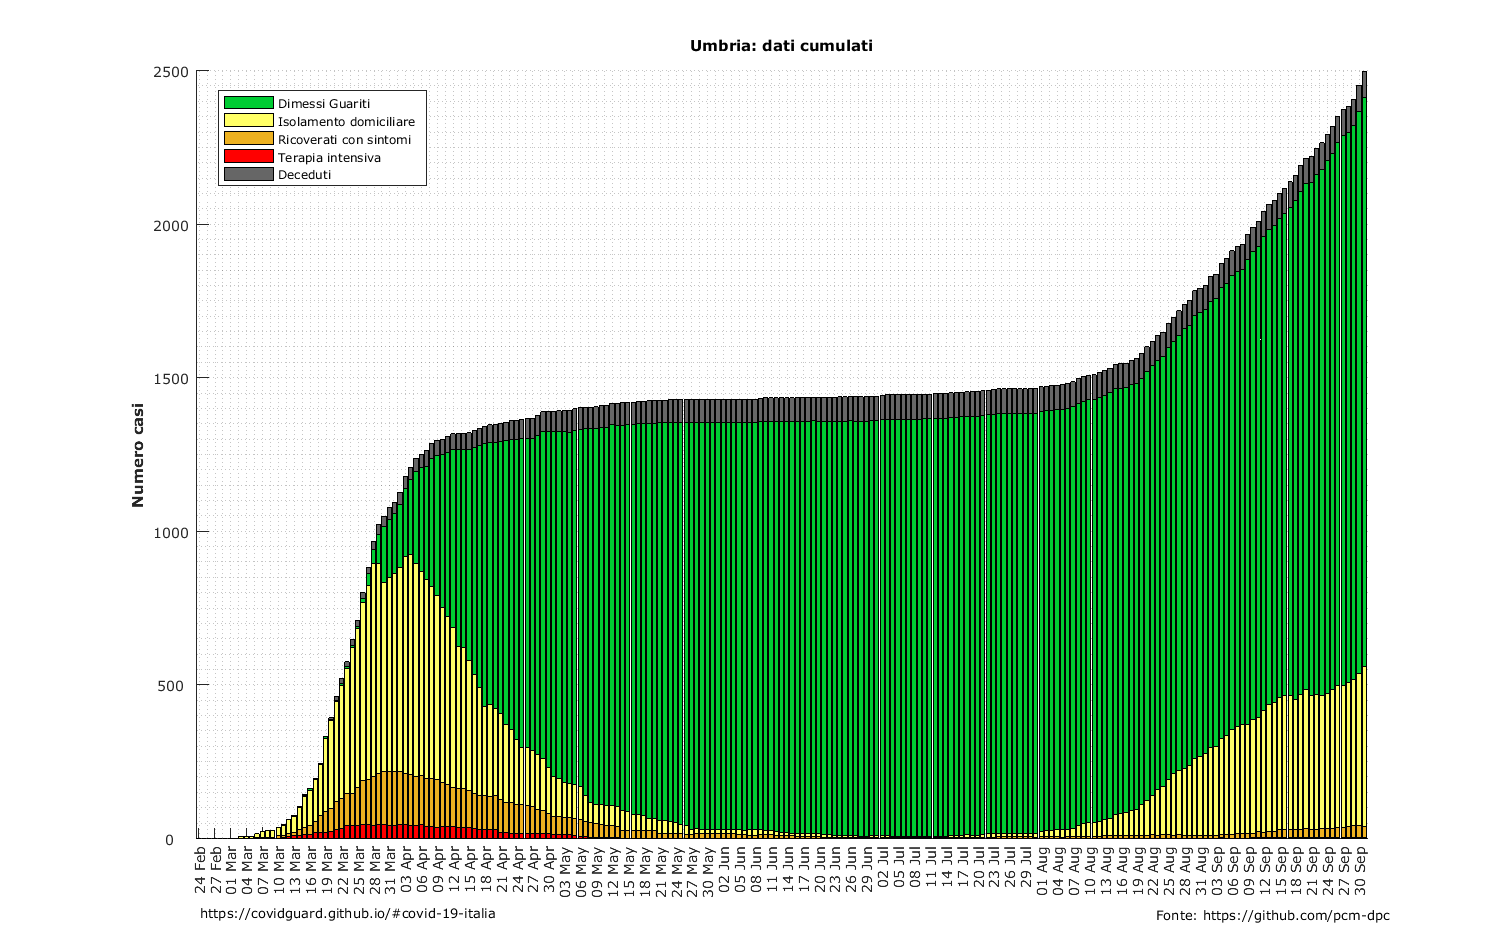 Umbria: dati cumulati
Numero casi
2500
2000
1500
1000
500
0
Dimessi Guariti
Isolamento domiciliare
Ricoverati con sintomi
Terapia intensiva
Deceduti
24 Feb
27 Feb
01 Mar
04 Mar
07 Mar
10 Mar
13 Mar
16 Mar
19 Mar
22 Mar
25 Mar
28 Mar
31 Mar
03 Apr
06 Apr
09 Apr
12 Apr
15 Apr
18 Apr
21 Apr
24 Apr
27 Apr
30 Apr
03 May
06 May
09 May
12 May
15 May
18 May
21 May
24 May
27 May
30 May
02 Jun
05 Jun
08 Jun
11 Jun
14 Jun
17 Jun
20 Jun
23 Jun
26 Jun
29 Jun
02 Jul
05 Jul
08 Jul
11 Jul
14 Jul
17 Jul
20 Jul
23 Jul
26 Jul
29 Jul
01 Aug
04 Aug
07 Aug
10 Aug
13 Aug
16 Aug
19 Aug
22 Aug
25 Aug
28 Aug
31 Aug
03 Sep
06 Sep
09 Sep
12 Sep
15 Sep
18 Sep
21 Sep
24 Sep
27 Sep
30 Sep
https://covidguard.github.io/#covid-19-italia
Fonte: https://github.com/pcm-dpc